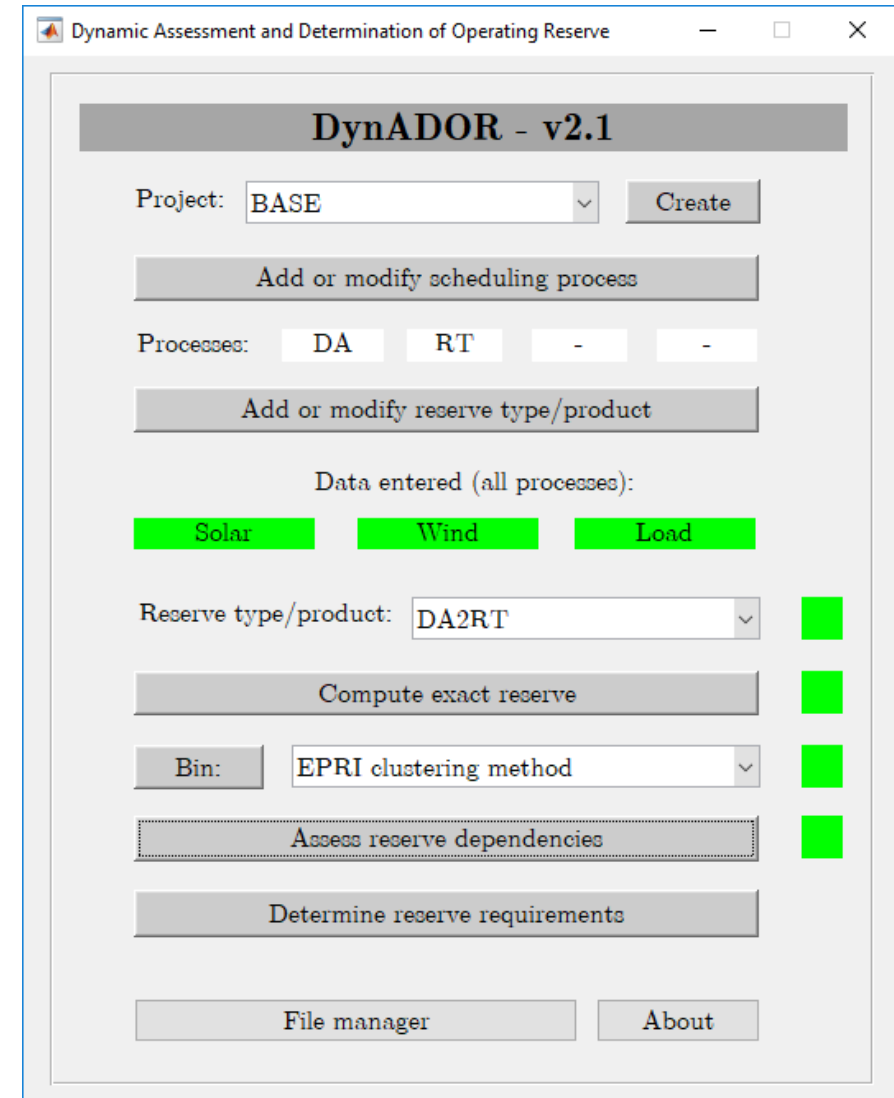 Dynamic Assessment and Determination of Operating Reserve
DynADOR - v2.1
Project: BASE Create
Add or modify scheduling process
Processes: DA RT - -
Add or modify reserve type/product
Data entered (all processes):
Solar Wind Load
Reserve type/product: DA2RT
Compute exact reserve
Bin: EPRI clustering method
Assess reserve dependencies
Determine reserve requirements
File manager About